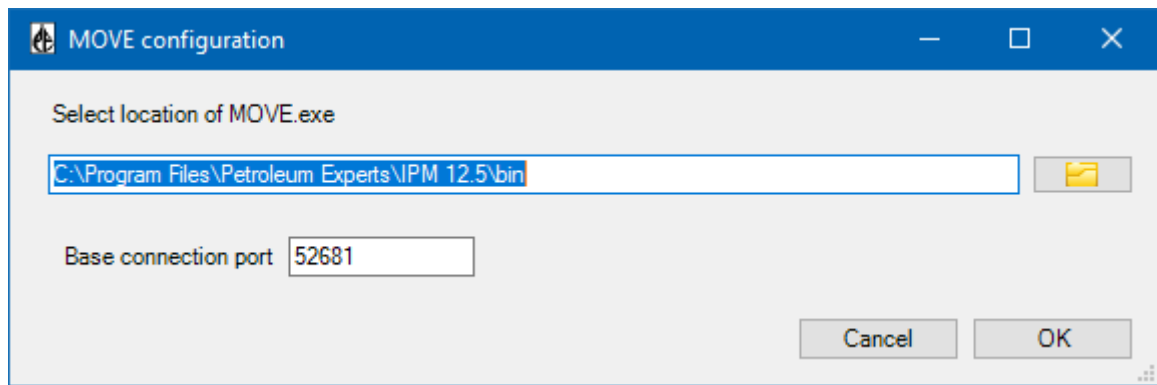 MOVE configuration
Select location of MOVE.exe
C:\Program Files\Petroleum Experts\IPM 12.5\bin
Base connection port 52681
Cancel OK